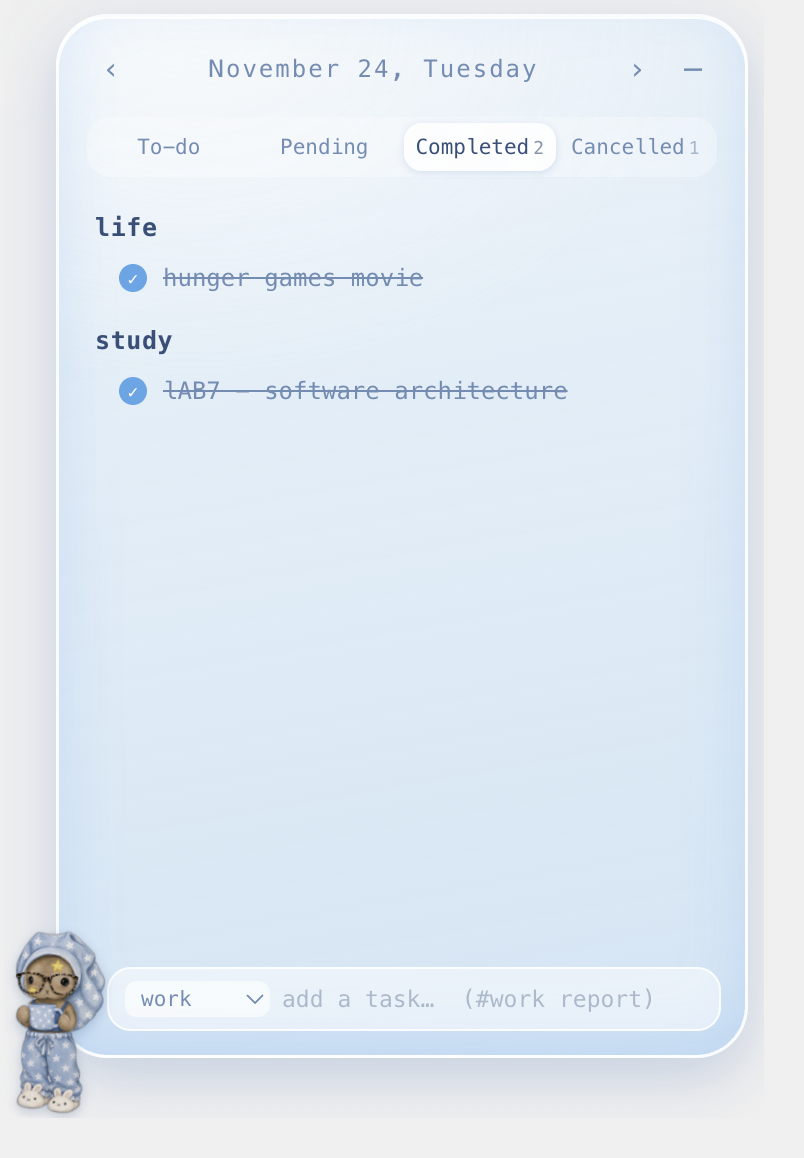 ‹ November 24, Tuesday › —
To-do Pending Completed 2 Cancelled 1
life
✓ hunger games movie
study
✓ lAB7 – software architecture
work add a task… (#work report)